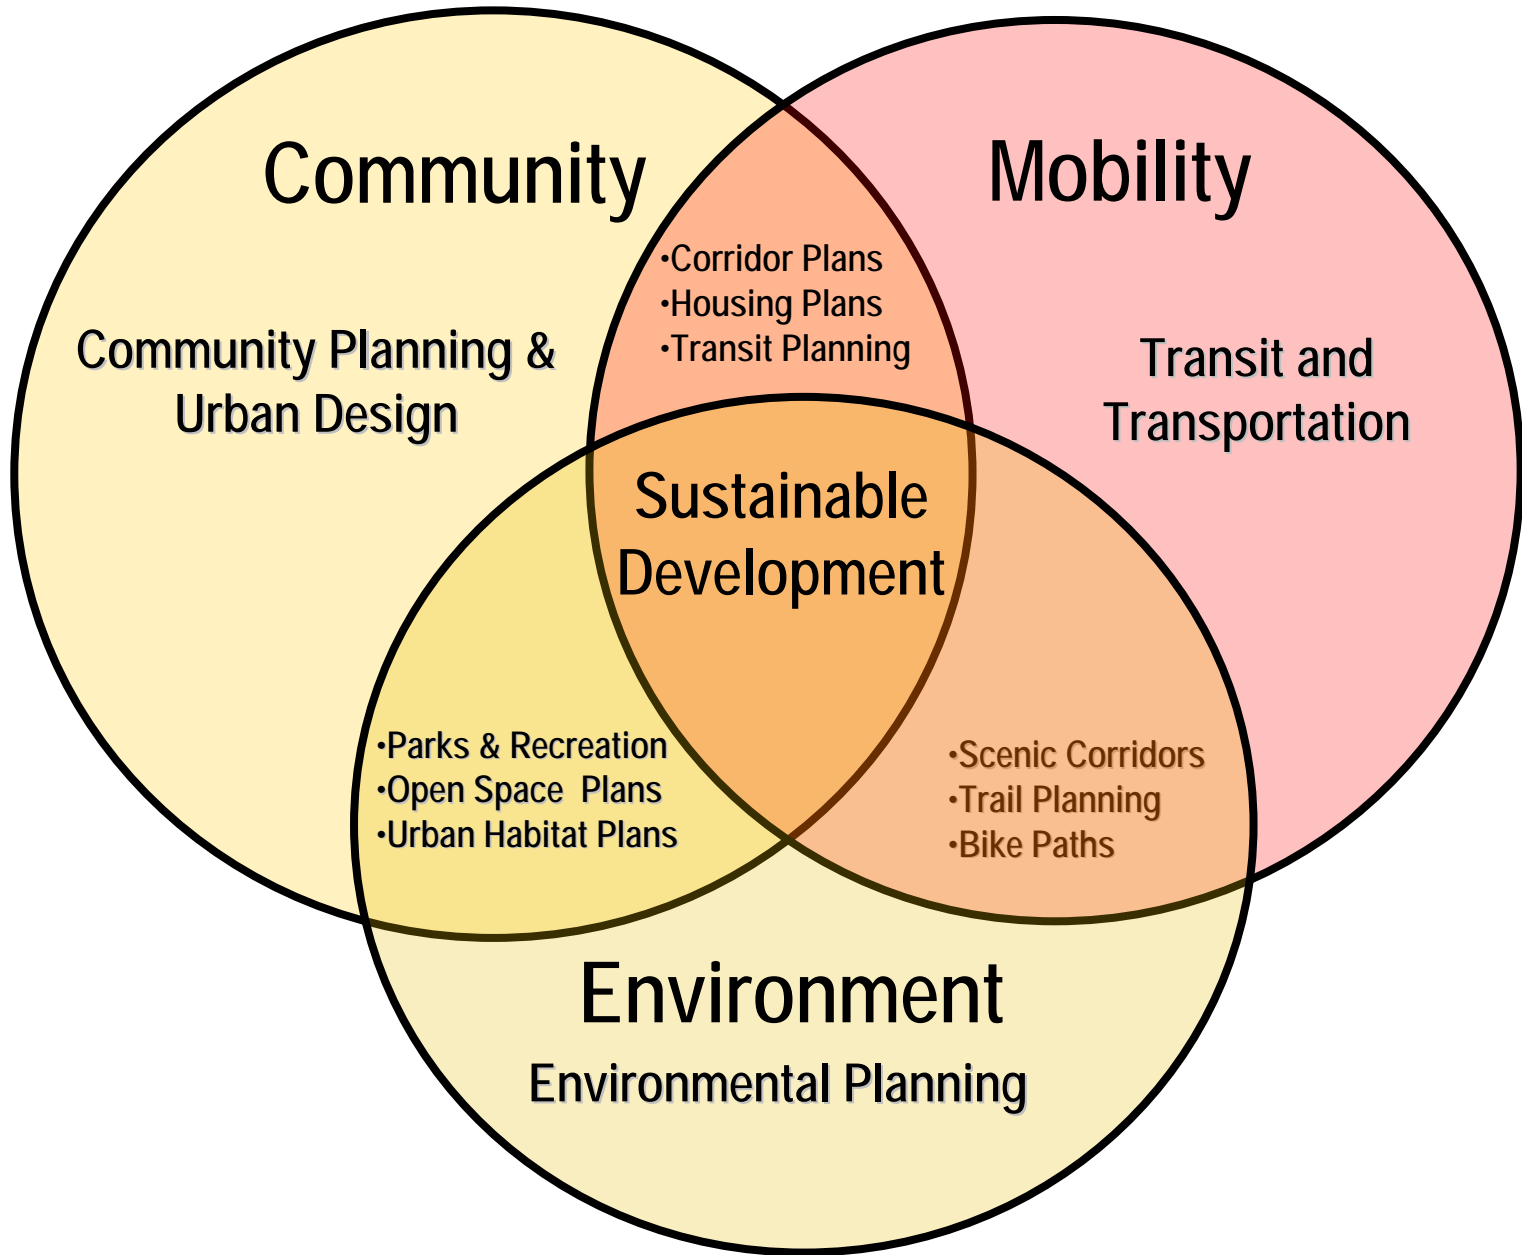 Community
Mobility
•Corridor Plans
•Housing Plans
•Transit Planning
Community Planning &
Urban Design
Transit and
Transportation
Sustainable
Development
•Parks & Recreation
•Open Space  Plans
•Urban Habitat Plans
•Scenic Corridors
•Trail Planning
•Bike Paths
Environment
Environmental Planning